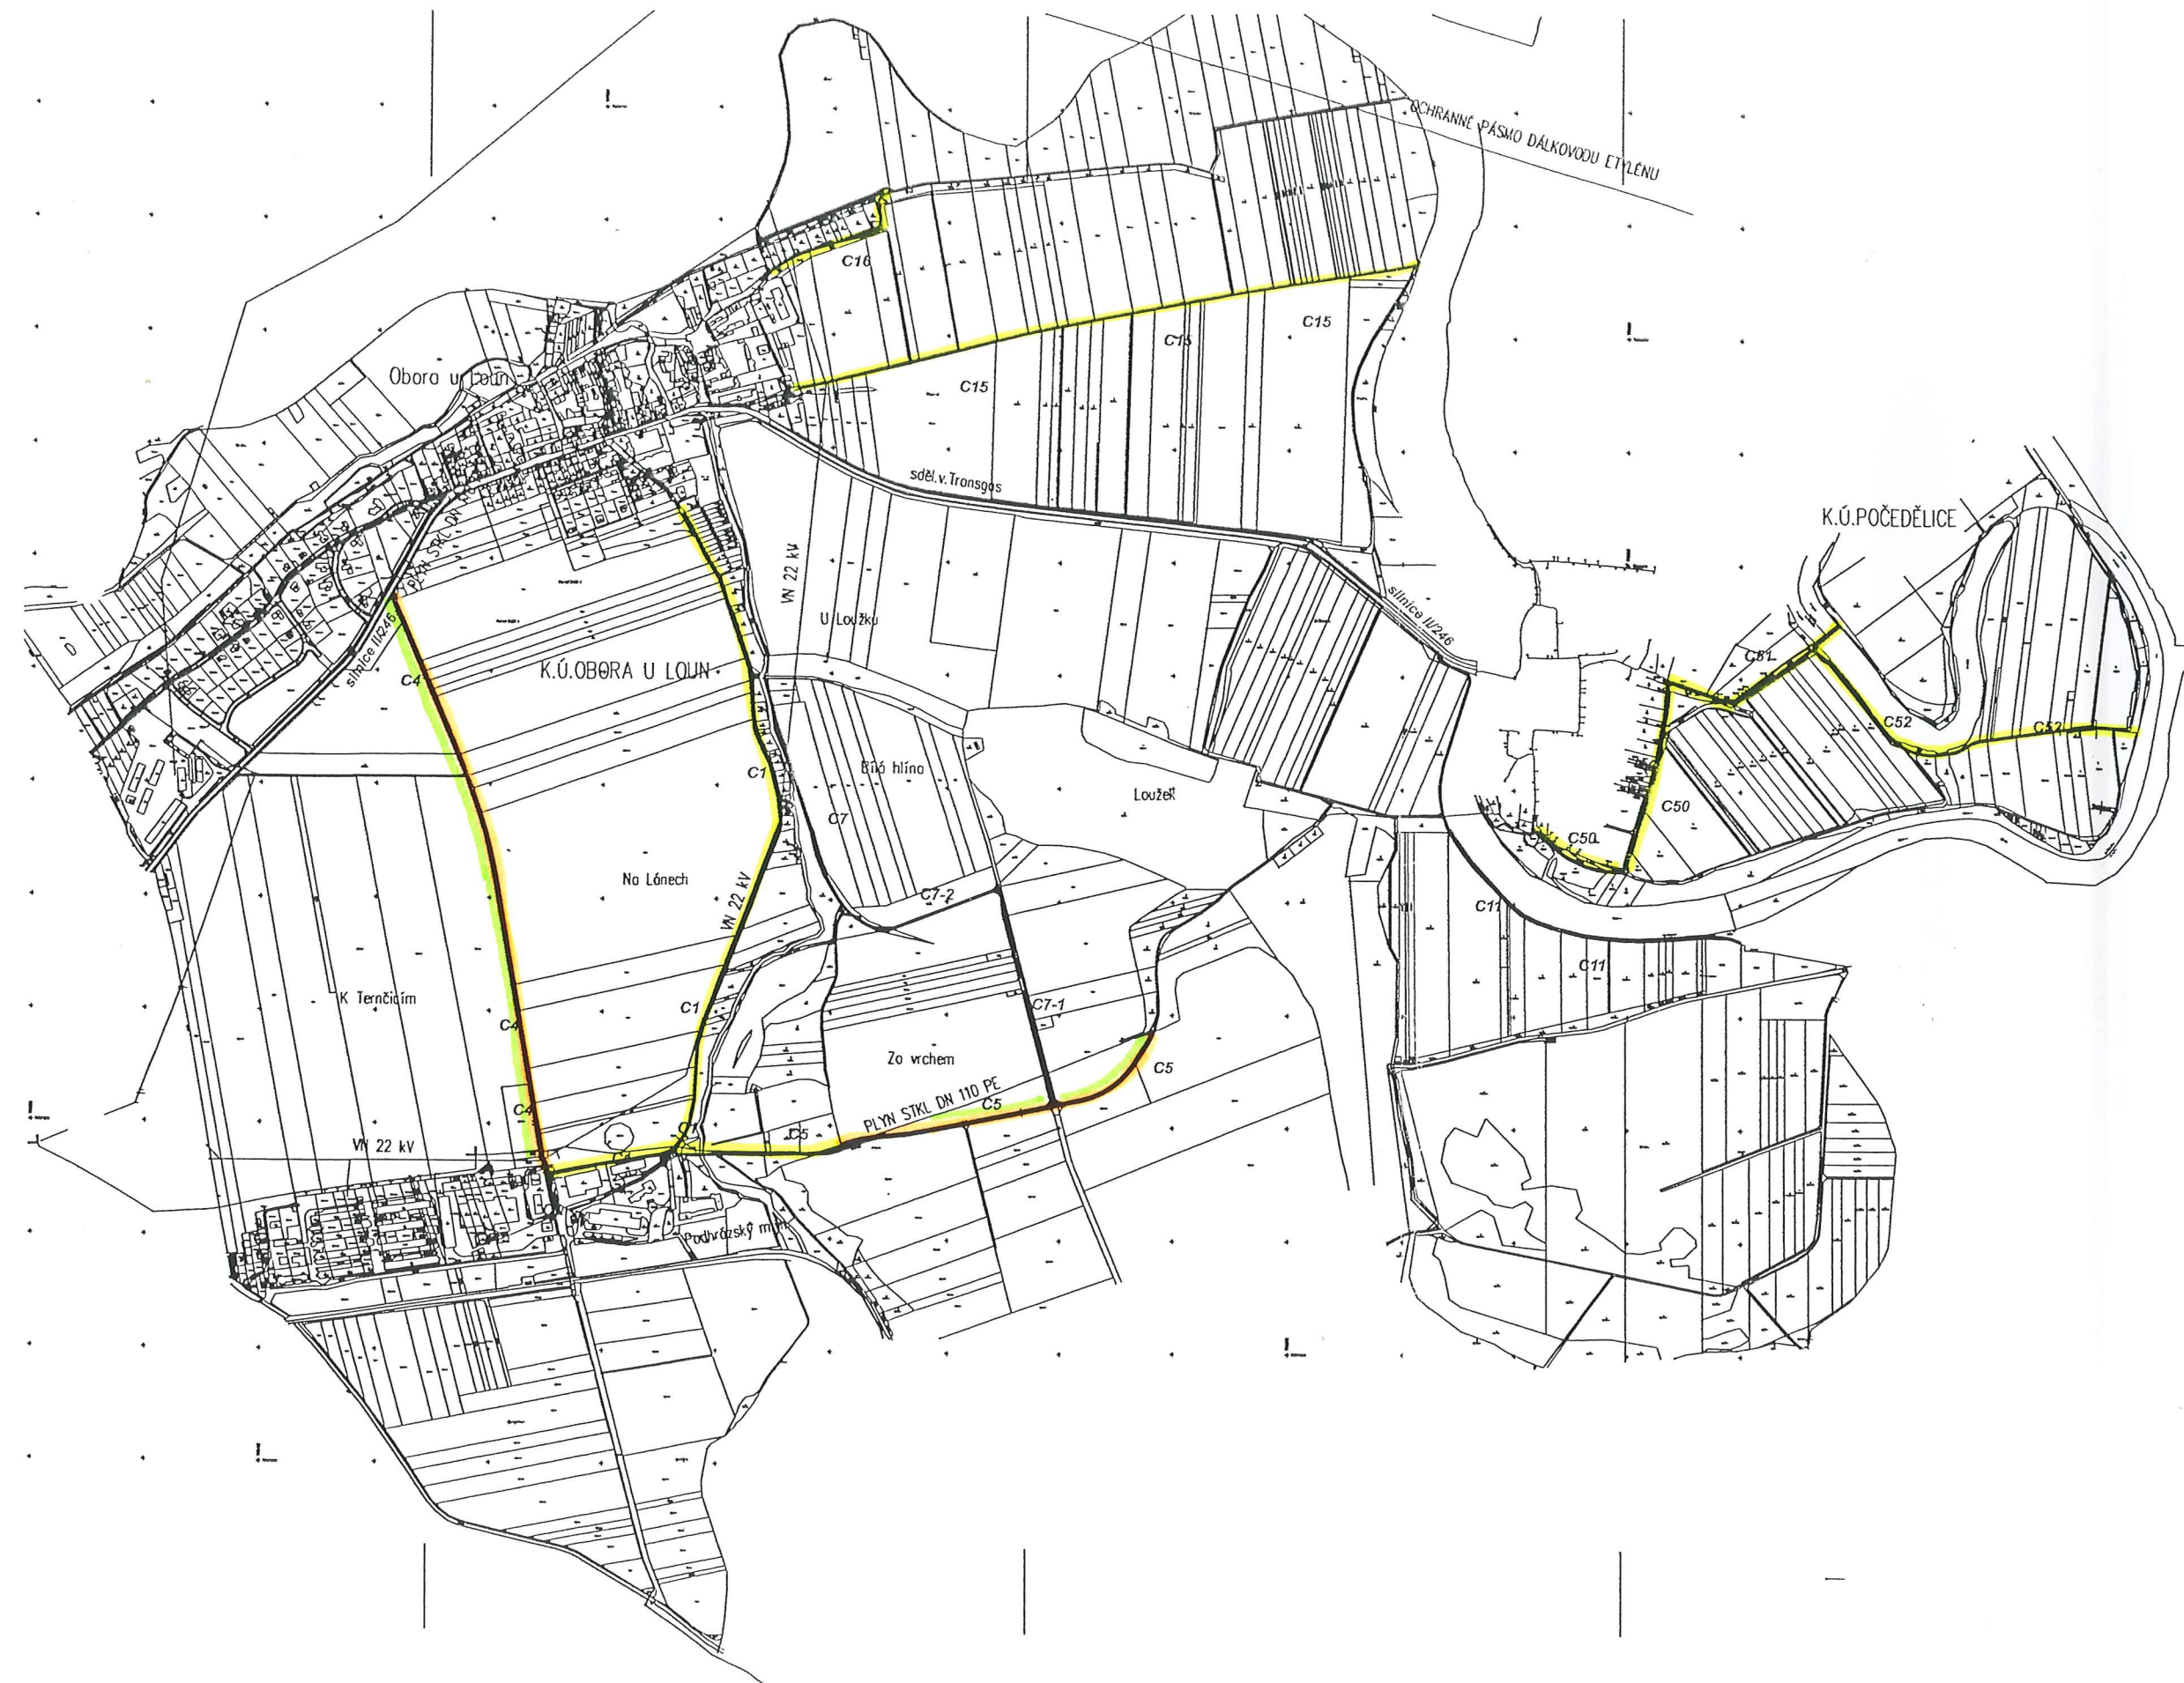 OCHRANNÉ PÁSMO DÁLKOVODU ETYLÉNU
C16
C15
C15
C15
Obora u Loun
sděl.v.Transgas
K.Ú.POČEDĚLICE
VN 22 kV
silnice II/246
U Loužku
silnice II/246
C4
K.Ú.OBORA U LOUN
C51
C52
C52
C1
Bílá hlína
Loužek
C7
C50
C50
Na Lánech
VN 22 kV
C7-2
C11
C11
K Ternčicím
C4
C1
C7-1
Za vrchem
C5
C4
PLYN STKL DN 110 PE
C5
C1
C5
VN 22 kV
Podhrázský mlýn